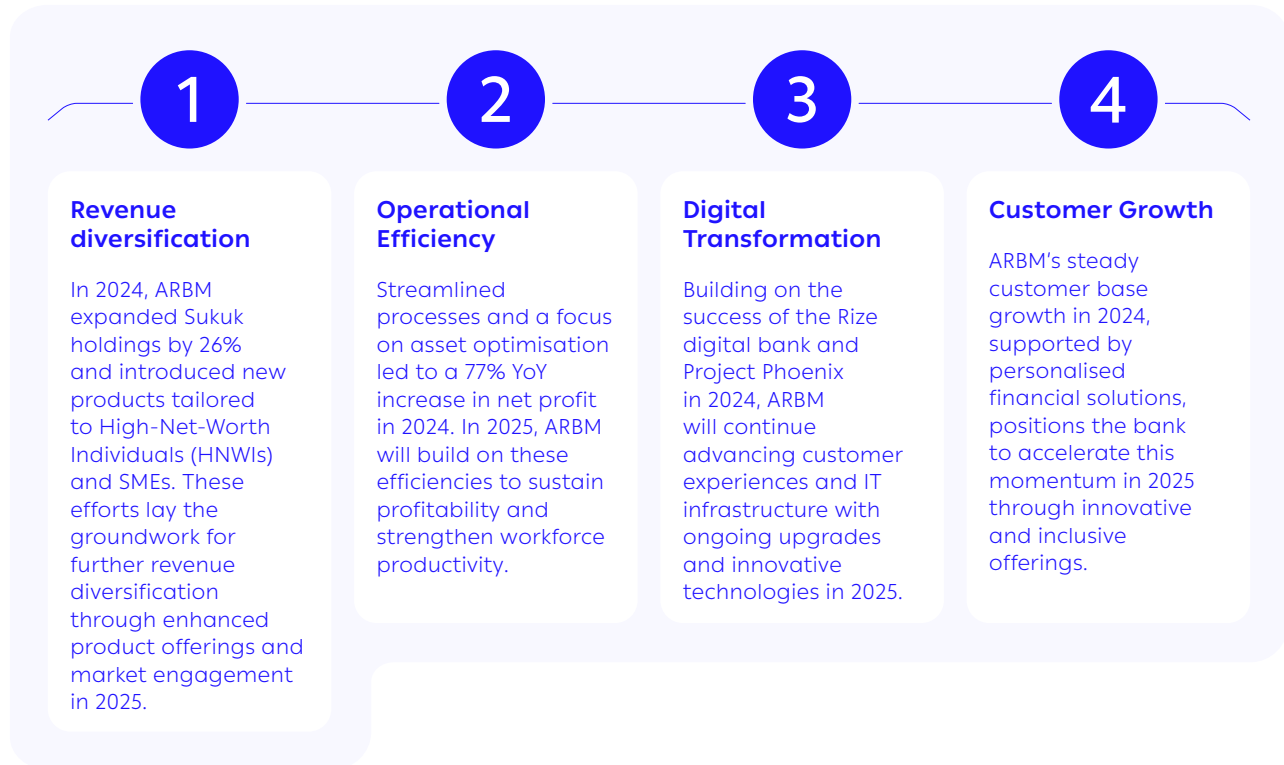 1
Revenue
diversification
In 2024, ARBM
expanded Sukuk
holdings by 26%
and introduced new
products tailored
to High-Net-Worth
Individuals (HNWIs)
and SMEs. These
efforts lay the
groundwork for
further revenue
diversification
through enhanced
product offerings and
market engagement
in 2025.
2
Operational
Efficiency
Streamlined
processes and a focus
on asset optimisation
led to a 77% YoY
increase in net profit
in 2024. In 2025, ARBM
will build on these
efficiencies to sustain
profitability and
strengthen workforce
productivity.
3
Digital
Transformation
Building on the
success of the Rize
digital bank and
Project Phoenix
in 2024, ARBM
will continue
advancing customer
experiences and IT
infrastructure with
ongoing upgrades
and innovative
technologies in 2025.
4
Customer Growth
ARBM's steady
customer base
growth in 2024,
supported by
personalised
financial solutions,
positions the bank
to accelerate this
momentum in 2025
through innovative
and inclusive
offerings.